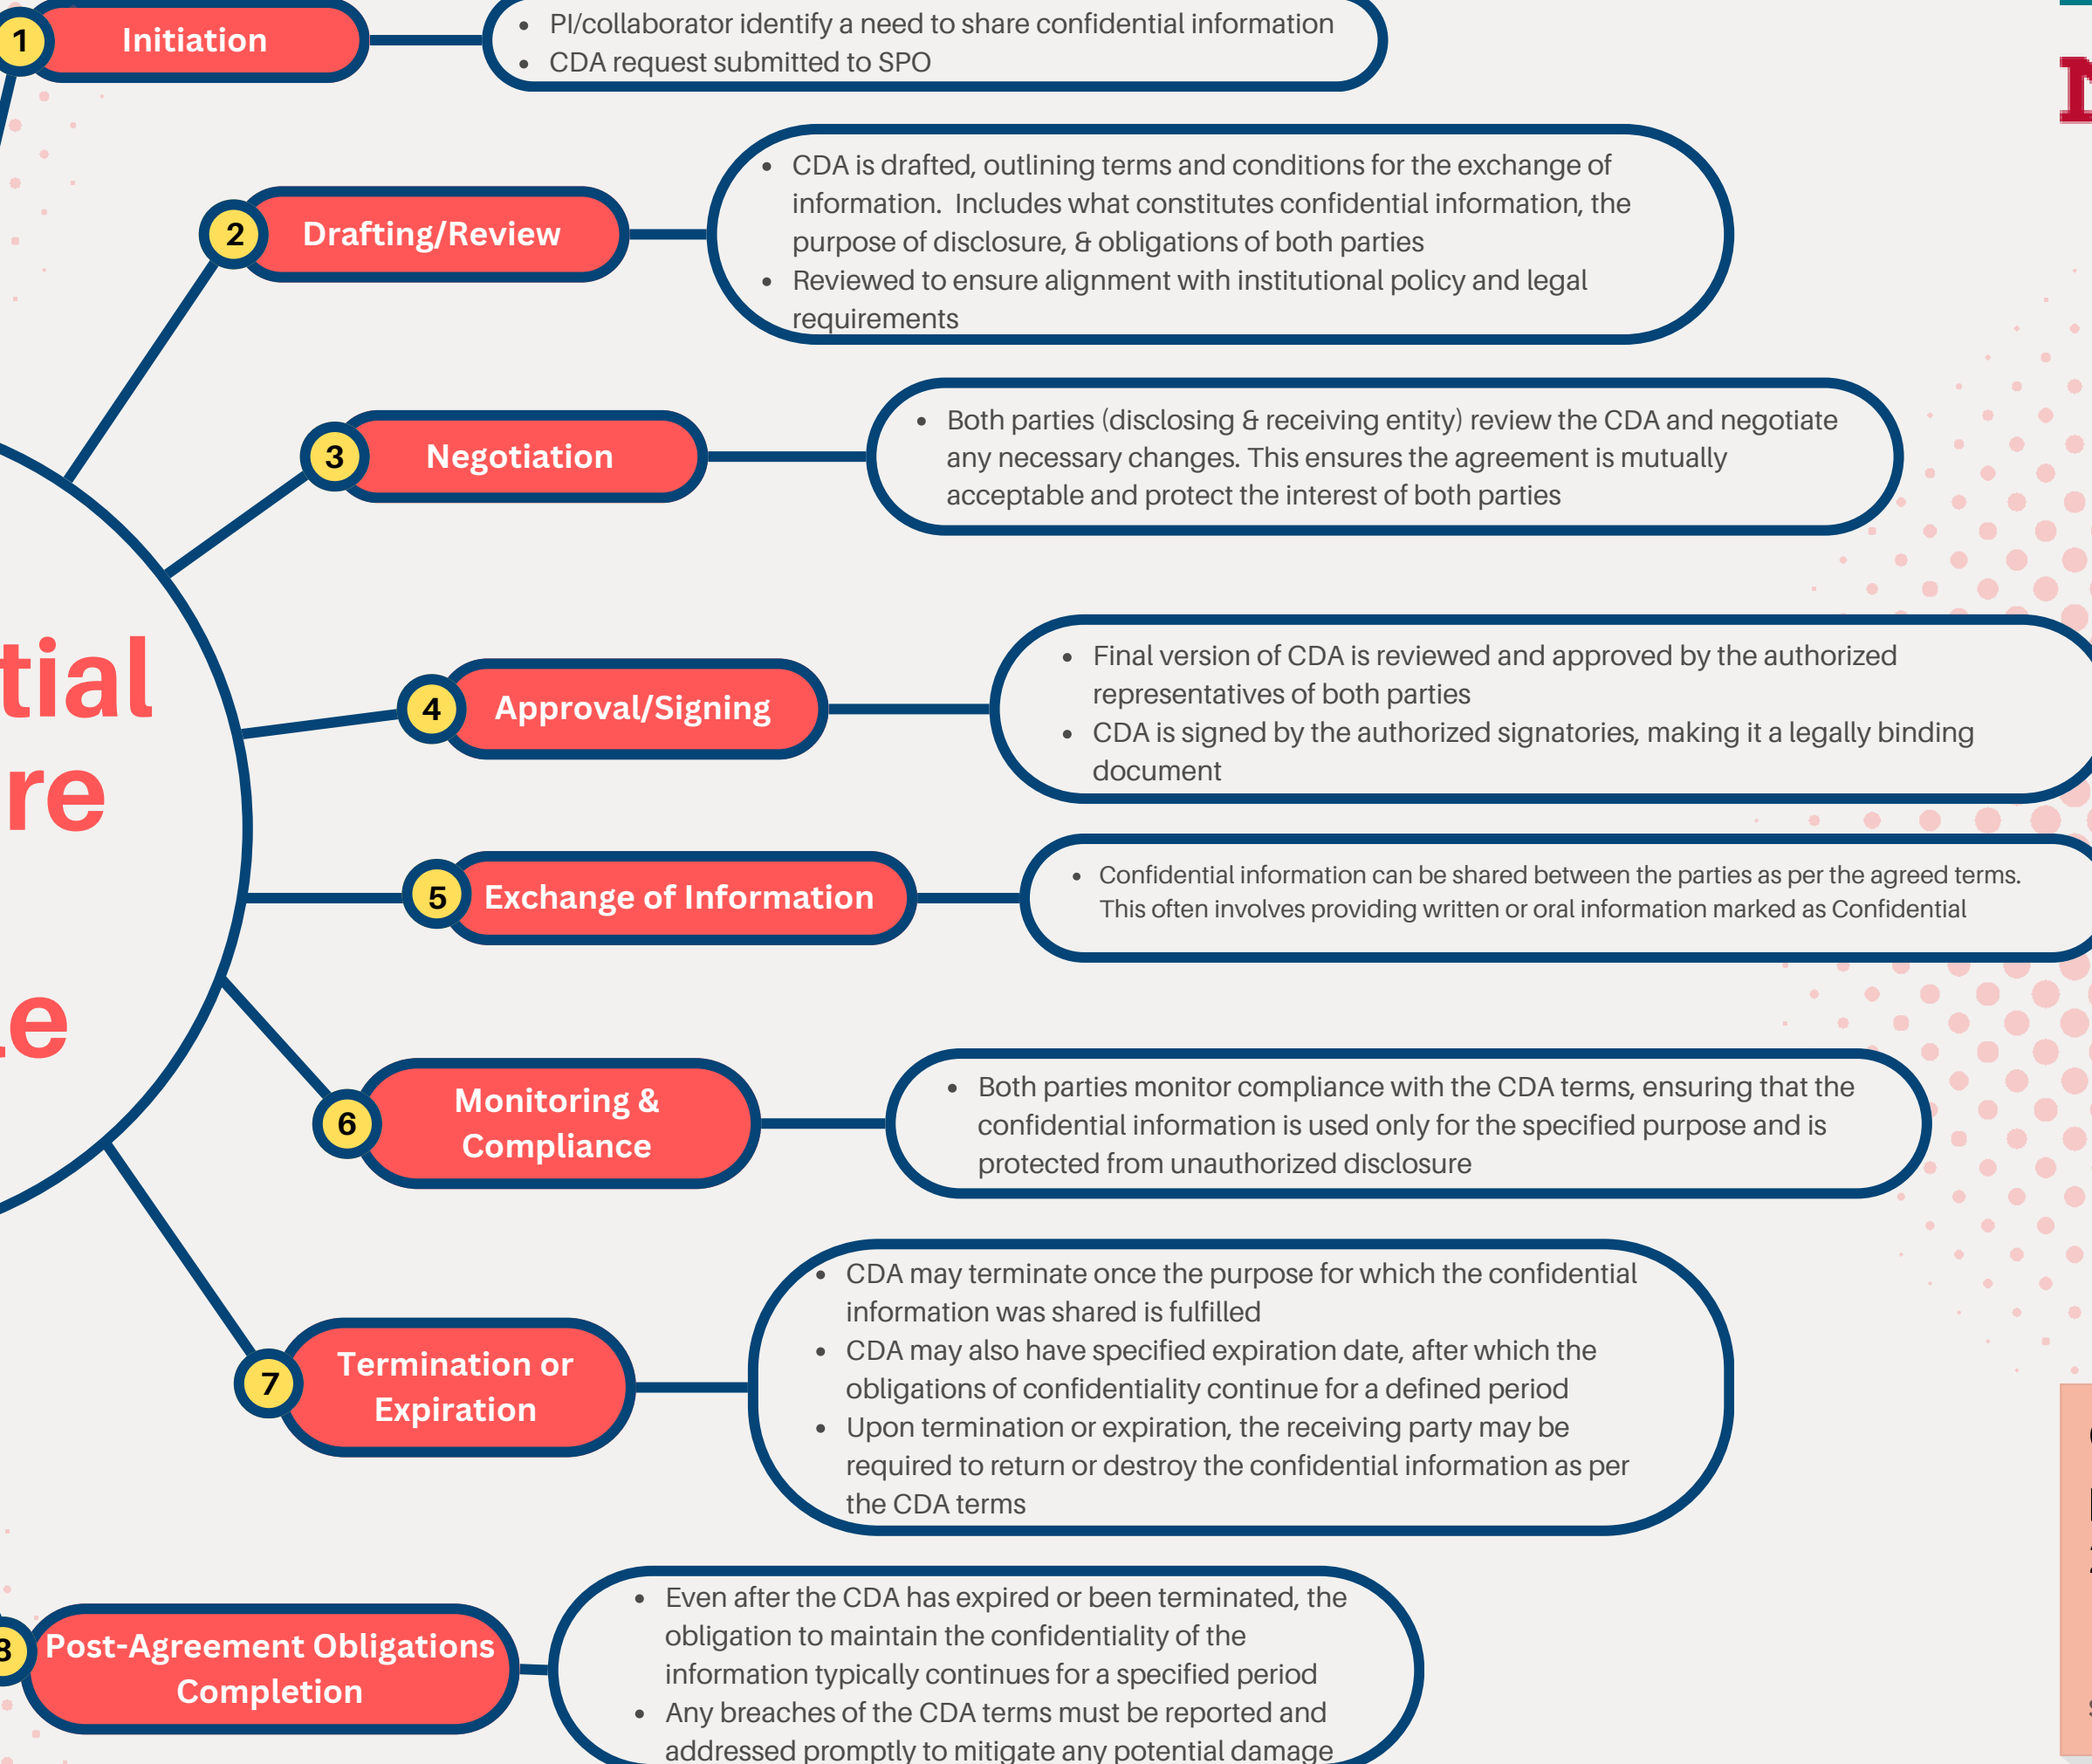 1
Initiation
• PI/collaborator identify a need to share confidential information
• CDA request submitted to SPO
2
Drafting/Review
• CDA is drafted, outlining terms and conditions for the exchange of
information.  Includes what constitutes confidential information, the
purpose of disclosure, & obligations of both parties
• Reviewed to ensure alignment with institutional policy and legal
requirements
3
Negotiation
• Both parties (disclosing & receiving entity) review the CDA and negotiate
any necessary changes. This ensures the agreement is mutually
acceptable and protect the interest of both parties
tial
re
4
Approval/Signing
• Final version of CDA is reviewed and approved by the authorized
representatives of both parties
• CDA is signed by the authorized signatories, making it a legally binding
document
5
Exchange of Information
• Confidential information can be shared between the parties as per the agreed terms.
This often involves providing written or oral information marked as Confidential
6
Monitoring &
Compliance
• Both parties monitor compliance with the CDA terms, ensuring that the
confidential information is used only for the specified purpose and is
protected from unauthorized disclosure
7
Termination or
Expiration
• CDA may terminate once the purpose for which the confidential
information was shared is fulfilled
• CDA may also have specified expiration date, after which the
obligations of confidentiality continue for a defined period
• Upon termination or expiration, the receiving party may be
required to return or destroy the confidential information as per
the CDA terms
8
Post-Agreement Obligations
Completion
• Even after the CDA has expired or been terminated, the
obligation to maintain the confidentiality of the
information typically continues for a specified period
• Any breaches of the CDA terms must be reported and
addressed promptly to mitigate any potential damage